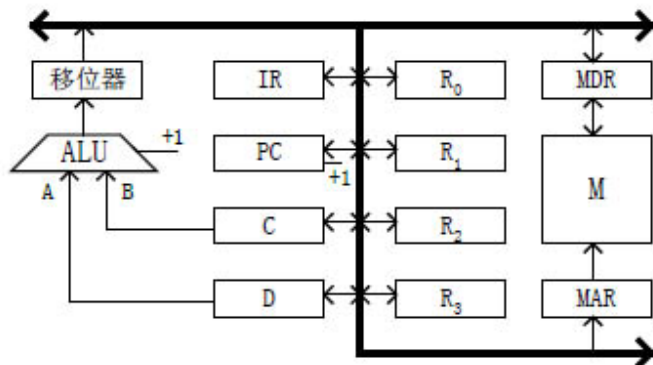 移位器
IR
R₀
MDR
ALU
+1
PC
+1
R₁
M
A
B
C
R₂
D
R₃
MAR